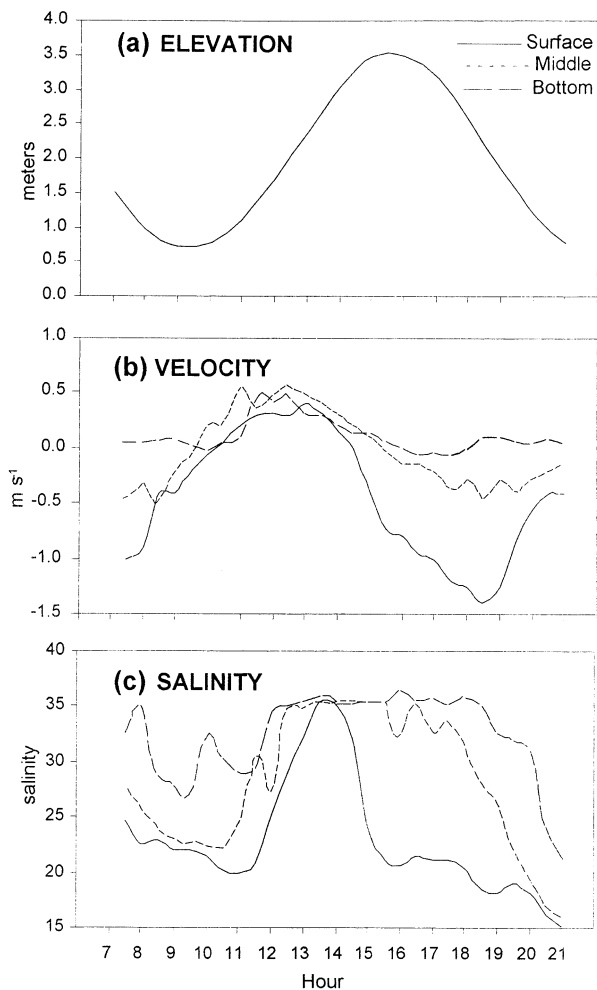 4.0
(a) ELEVATION
Surface
3.5
Middle
3.0
Bottom
2.5
meters
2.0
1.5
1.0
0.5
0.0
1.0
(b) VELOCITY
0.5
0.0
m s-1
-0.5
-1.0
-1.5
40
(c) SALINITY
35
30
salinity
25
20
15
7 8 9 10 11 12 13 14 15 16 17 18 19 20 21
Hour